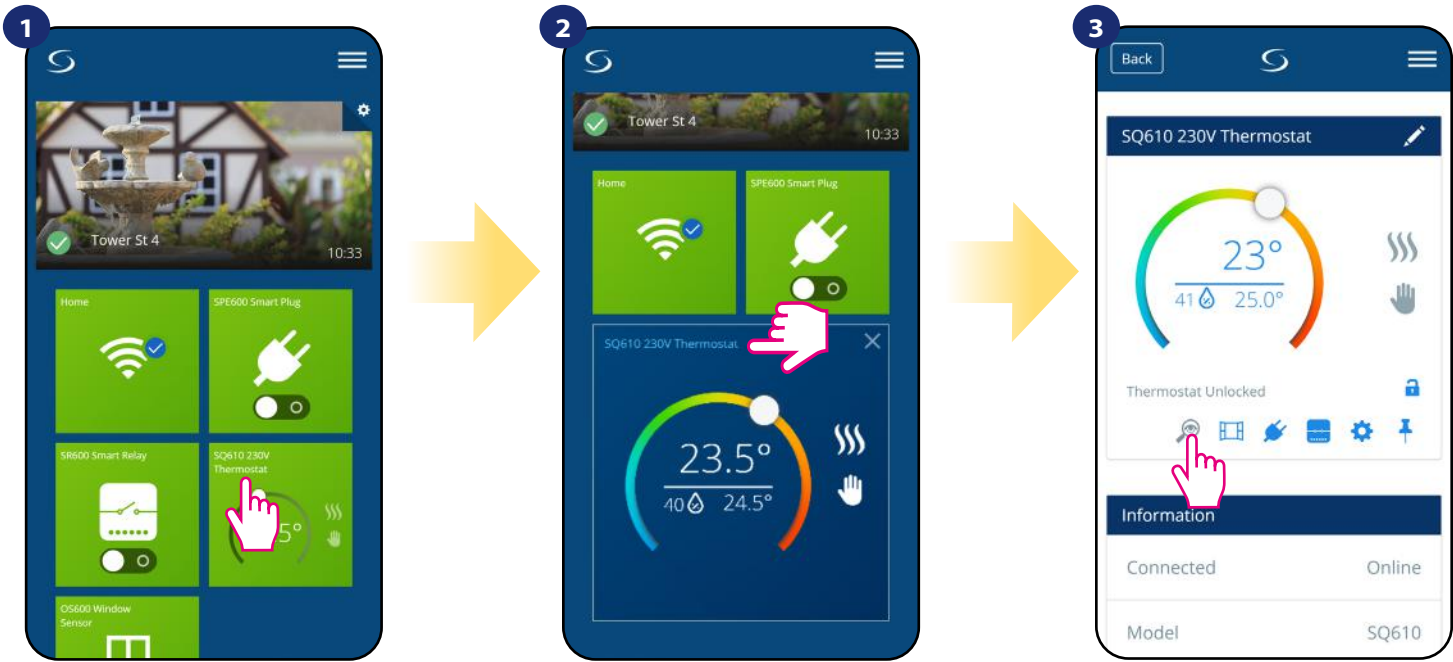 1
Tower St 4
10:33
Home
SPE600 Smart Plug
SR600 Smart Relay
SQ610 230V
Thermostat
5°
OS600 Window
Sensor
2
Tower St 4
10:33
Home
SPE600 Smart Plug
SQ610 230V Thermostat
23.5°
40 24.5°
3
Back
SQ610 230V Thermostat
23°
41 25.0°
Thermostat Unlocked
Information
Connected Online
Model SQ610